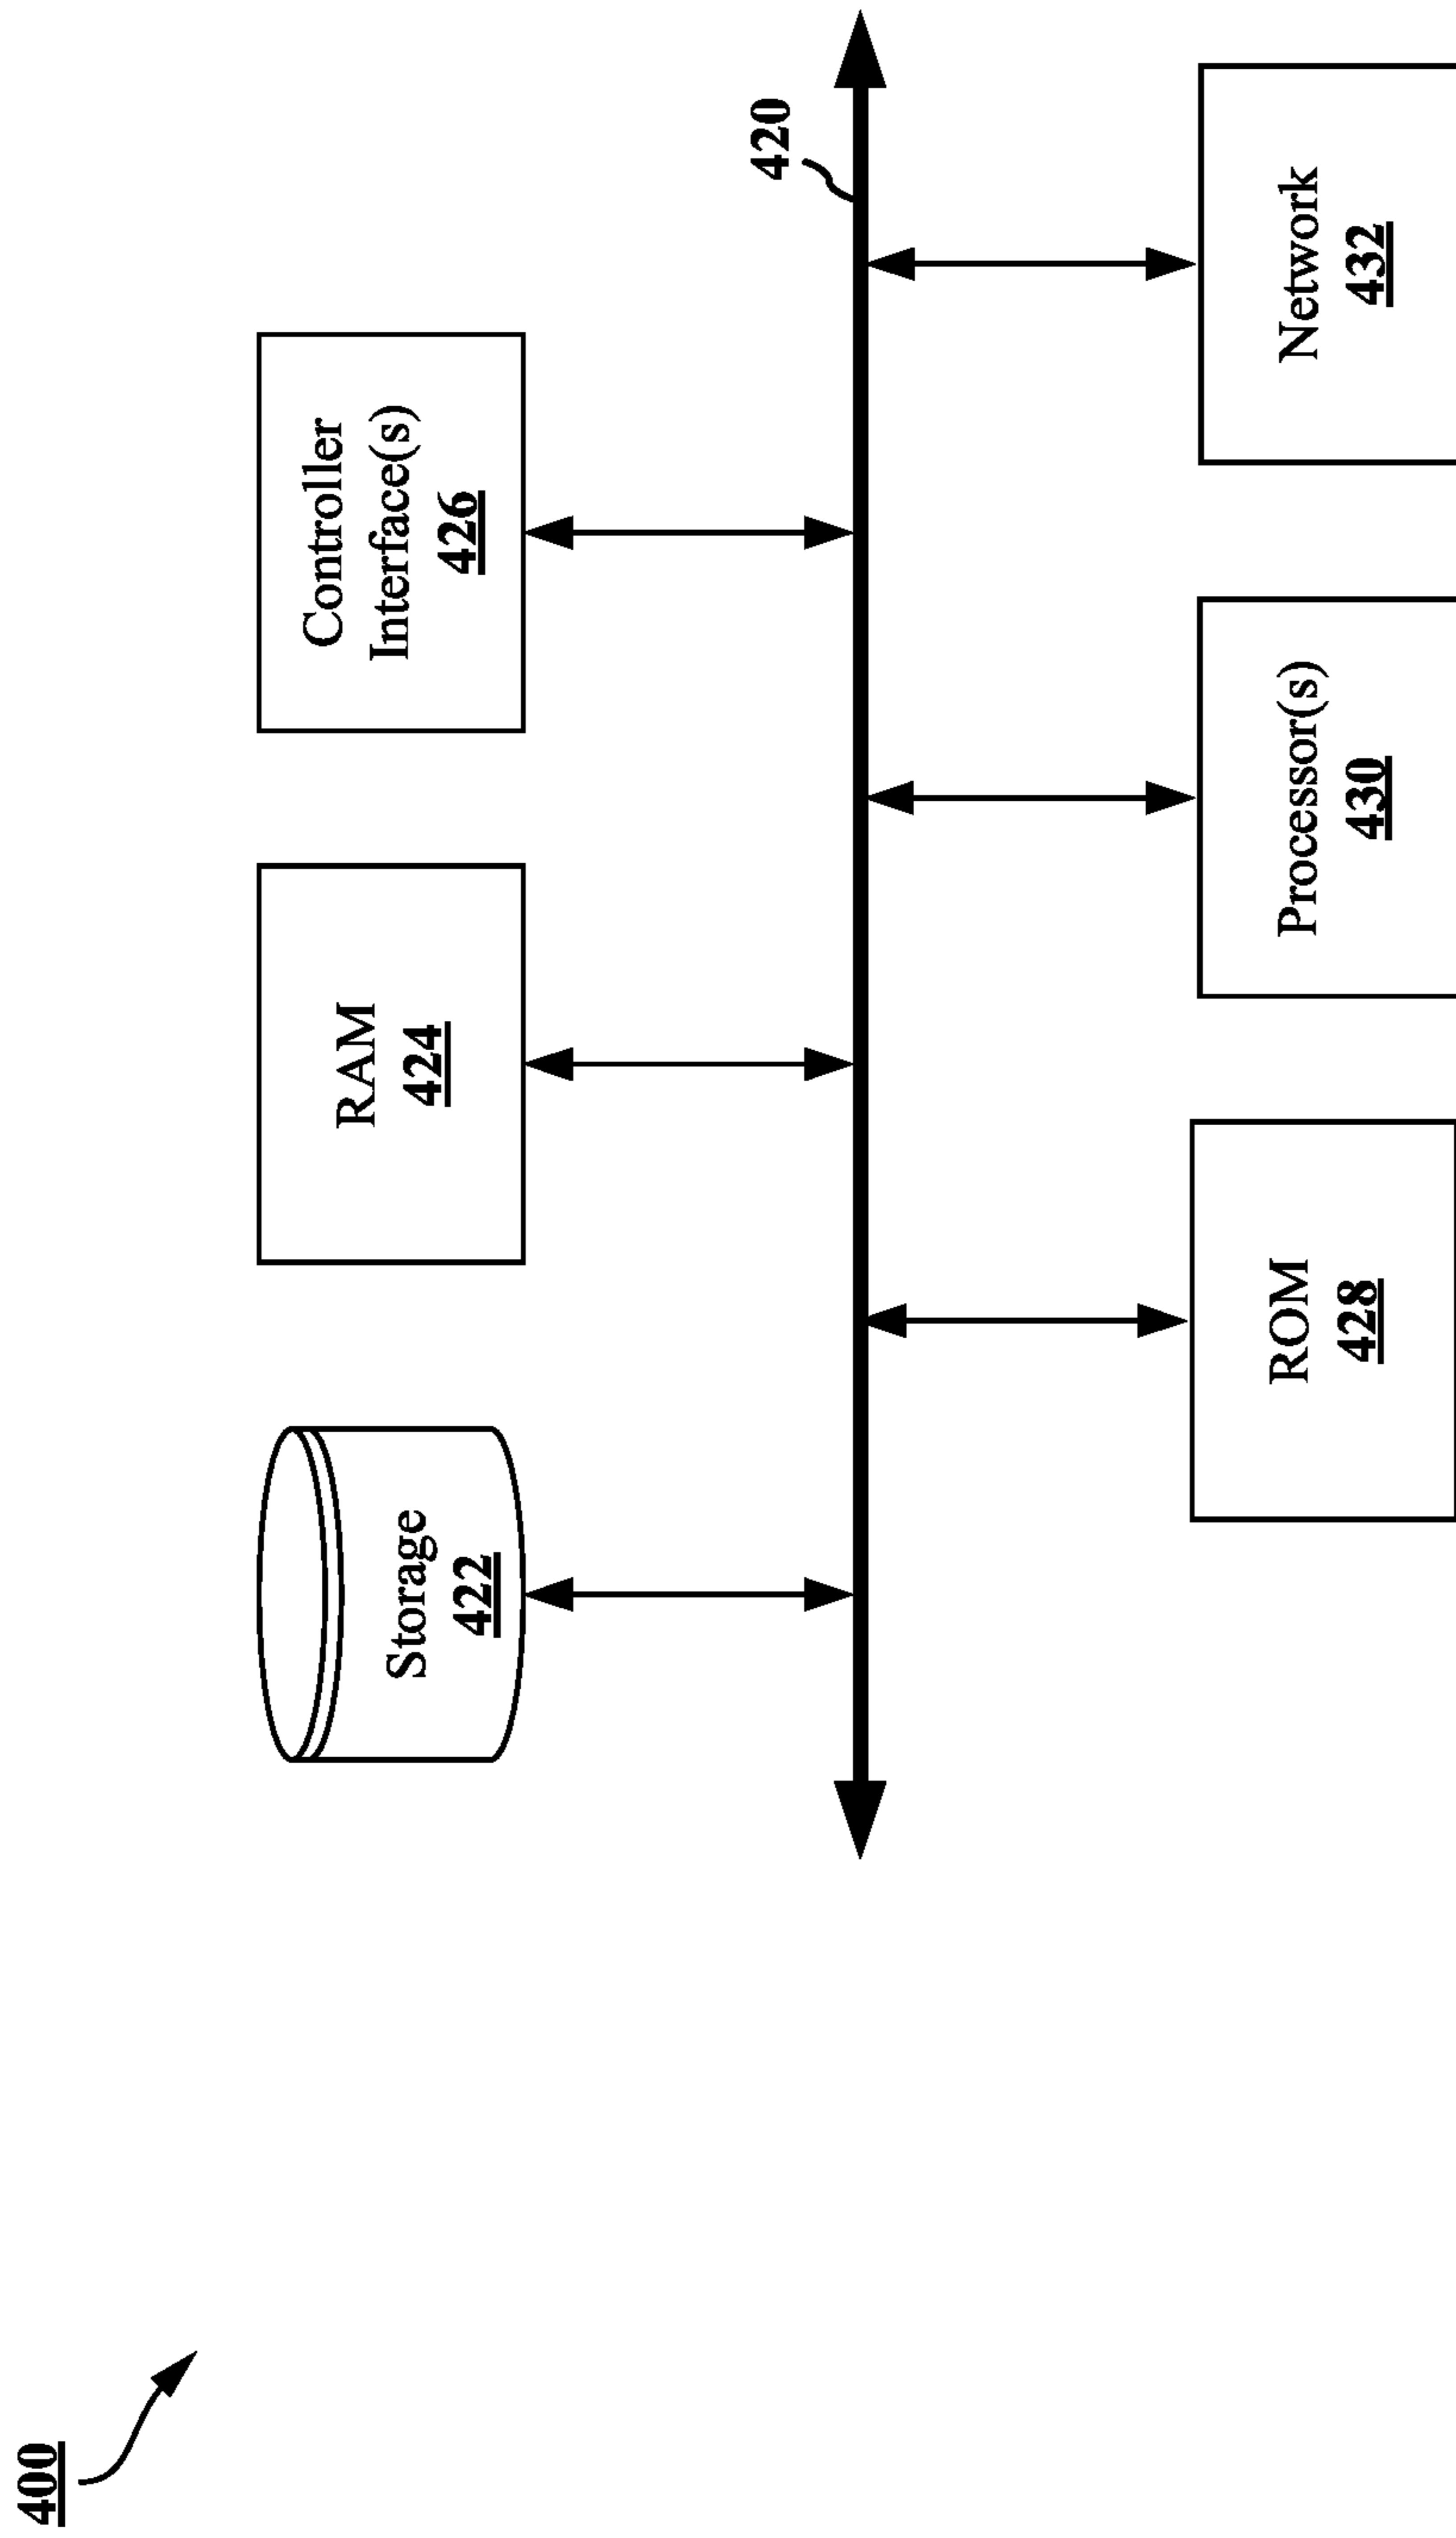 400
Storage
422
RAM
424
Controller
Interface(s)
426
420
ROM
428
Processor(s)
430
Network
432